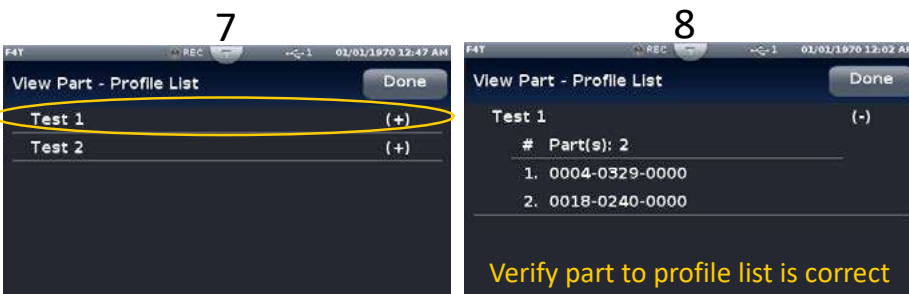 7
F4T REC 1 01/01/1970 12:47 AM
View Part - Profile List Done
Test 1 (+)
Test 2 (+)
8
F4T REC 1 01/01/1970 12:02 AM
View Part - Profile List Done
Test 1 (-)
# Part(s): 2
1. 0004-0329-0000
2. 0018-0240-0000
Verify part to profile list is correct